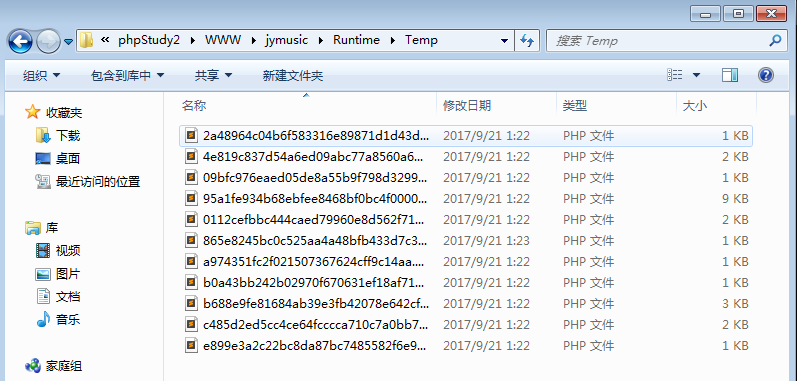 « phpStudy2 WWW jymusic Runtime Temp 搜索 Temp
组织 包含到库中 共享 新建文件夹
收藏夹
下载
桌面
最近访问的位置
库
视频
图片
文档
音乐
家庭组
名称 修改日期 类型 大小
2a48964c04b6f583316e89871d1d43d... 2017/9/21 1:22 PHP 文件 1 KB
4e819c837d54a6ed09abc77a8560a6... 2017/9/21 1:22 PHP 文件 2 KB
09bfc976eaed05de8a55b9f798d3299... 2017/9/21 1:22 PHP 文件 1 KB
95a1fe934b68ebfee8468bf0bc4f0000... 2017/9/21 1:22 PHP 文件 9 KB
0112cefbbc444caed79960e8d562f71... 2017/9/21 1:22 PHP 文件 2 KB
865e8245bc0c525aa4a48bfb433d7c3... 2017/9/21 1:23 PHP 文件 1 KB
a974351fc2f021507367624cff9c14aa.... 2017/9/21 1:22 PHP 文件 1 KB
b0a43bb242b02970f670631ef18af71... 2017/9/21 1:22 PHP 文件 1 KB
b688e9fe81684ab39e3fb42078e642cf... 2017/9/21 1:22 PHP 文件 3 KB
c485d2ed5cc4ce64fcccca710c7a0bb7... 2017/9/21 1:22 PHP 文件 2 KB
e899e3a2c22bc8da87bc7485582f6e9... 2017/9/21 1:22 PHP 文件 1 KB